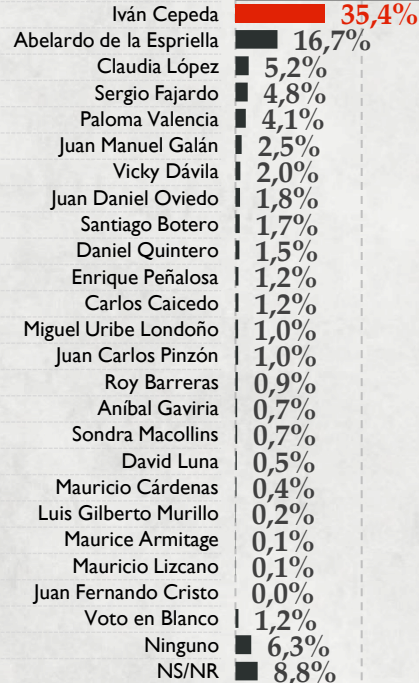 Iván Cepeda 35,4%
Abelardo de la Espriella 16,7%
Claudia López 5,2%
Sergio Fajardo 4,8%
Paloma Valencia 4,1%
Juan Manuel Galán 2,5%
Vicky Dávila 2,0%
Juan Daniel Oviedo 1,8%
Santiago Botero 1,7%
Daniel Quintero 1,5%
Enrique Peñalosa 1,2%
Carlos Caicedo 1,2%
Miguel Uribe Londoño 1,0%
Juan Carlos Pinzón 1,0%
Roy Barreras 0,9%
Aníbal Gaviria 0,7%
Sondra Macollins 0,7%
David Luna 0,5%
Mauricio Cárdenas 0,4%
Luis Gilberto Murillo 0,2%
Maurice Armitage 0,1%
Mauricio Lizcano 0,1%
Juan Fernando Cristo 0,0%
Voto en Blanco 1,2%
Ninguno 6,3%
NS/NR 8,8%